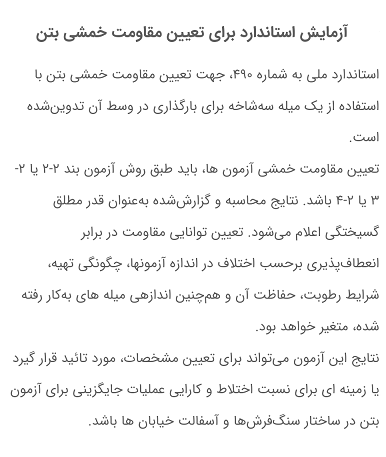 آزمایش استاندارد برای تعیین مقاومت خمشی بتن
استاندارد ملی به شماره ۴۹۰، جهت تعیین مقاومت خمشی بتن با
استفاده از یک میله سه‌شاخه برای بارگذاری در وسط آن تدوین‌شده
است.
تعیین مقاومت خمشی آزمون ها، باید طبق روش آزمون بند ۲-۲ یا ۲-
۳ یا ۲-۴ باشد. نتایج محاسبه و گزارش‌شده به‌عنوان قدر مطلق
گسیختگی اعلام می‌شود. تعیین توانایی مقاومت در برابر
انعطاف‌پذیری برحسب اختلاف در اندازه آزمونها، چگونگی تهیه،
شرایط رطوبت، حفاظت آن و هم‌چنین اندازهی میله های به‌کار رفته
شده، متغیر خواهد بود.
نتایج این آزمون می‌تواند برای تعیین مشخصات، مورد تائید قرار گیرد
یا زمینه ای برای نسبت اختلاط و کارایی عملیات جایگزینی برای آزمون
بتن در ساختار سنگ‌فرش‌ها و آسفالت خیابان ها باشد.